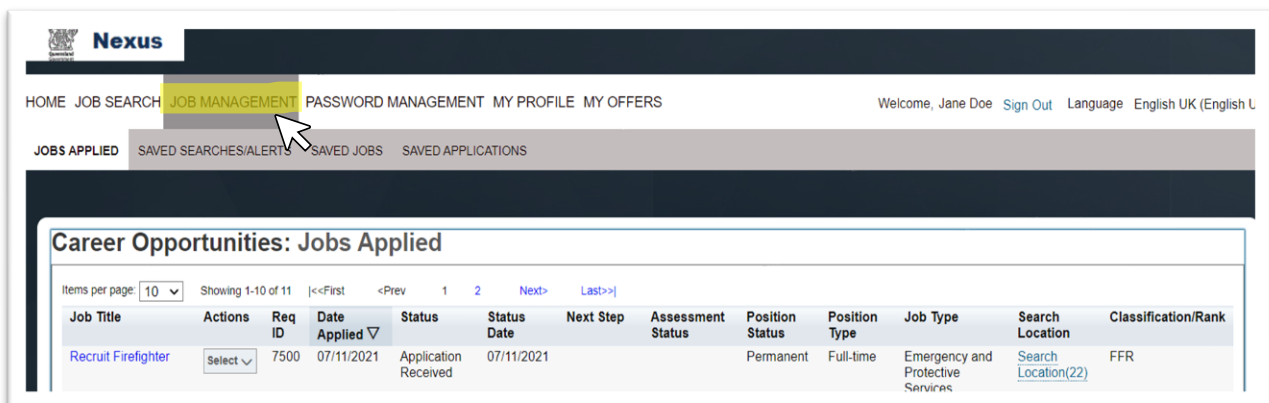 Nexus
Queensland
Government
HOME JOB SEARCH JOB MANAGEMENT PASSWORD MANAGEMENT MY PROFILE MY OFFERS Welcome, Jane Doe Sign Out Language English UK (English U
JOBS APPLIED SAVED SEARCHES/ALERTS SAVED JOBS SAVED APPLICATIONS
Career Opportunities: Jobs Applied
Items per page: 10 Showing 1-10 of 11 |<<First <Prev 1 2 Next> Last>>|
Job Title Actions Req ID Date Applied ▽ Status Status Date Next Step Assessment Status Position Status Position Type Job Type Search Location Classification/Rank
Recruit Firefighter Select 7500 07/11/2021 Application Received 07/11/2021 Permanent Full-time Emergency and Protective Services Search Location(22) FFR